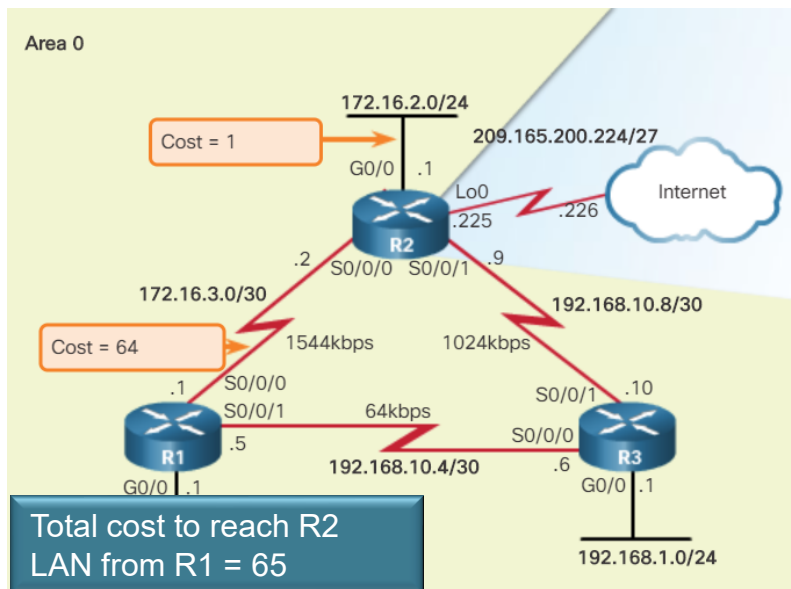 Area 0
172.16.2.0/24
Cost = 1
209.165.200.224/27
G0/0 .1
Lo0
Internet
.225
.226
R2
.2 S0/0/0 S0/0/1 .9
172.16.3.0/30
192.168.10.8/30
Cost = 64
1544kbps
1024kbps
.1 S0/0/0
S0/0/1 .10
S0/0/1
64kbps
.5
S0/0/0
R1
192.168.10.4/30
.6
R3
G0/0 .1
G0/0 .1
Total cost to reach R2
LAN from R1 = 65
192.168.1.0/24